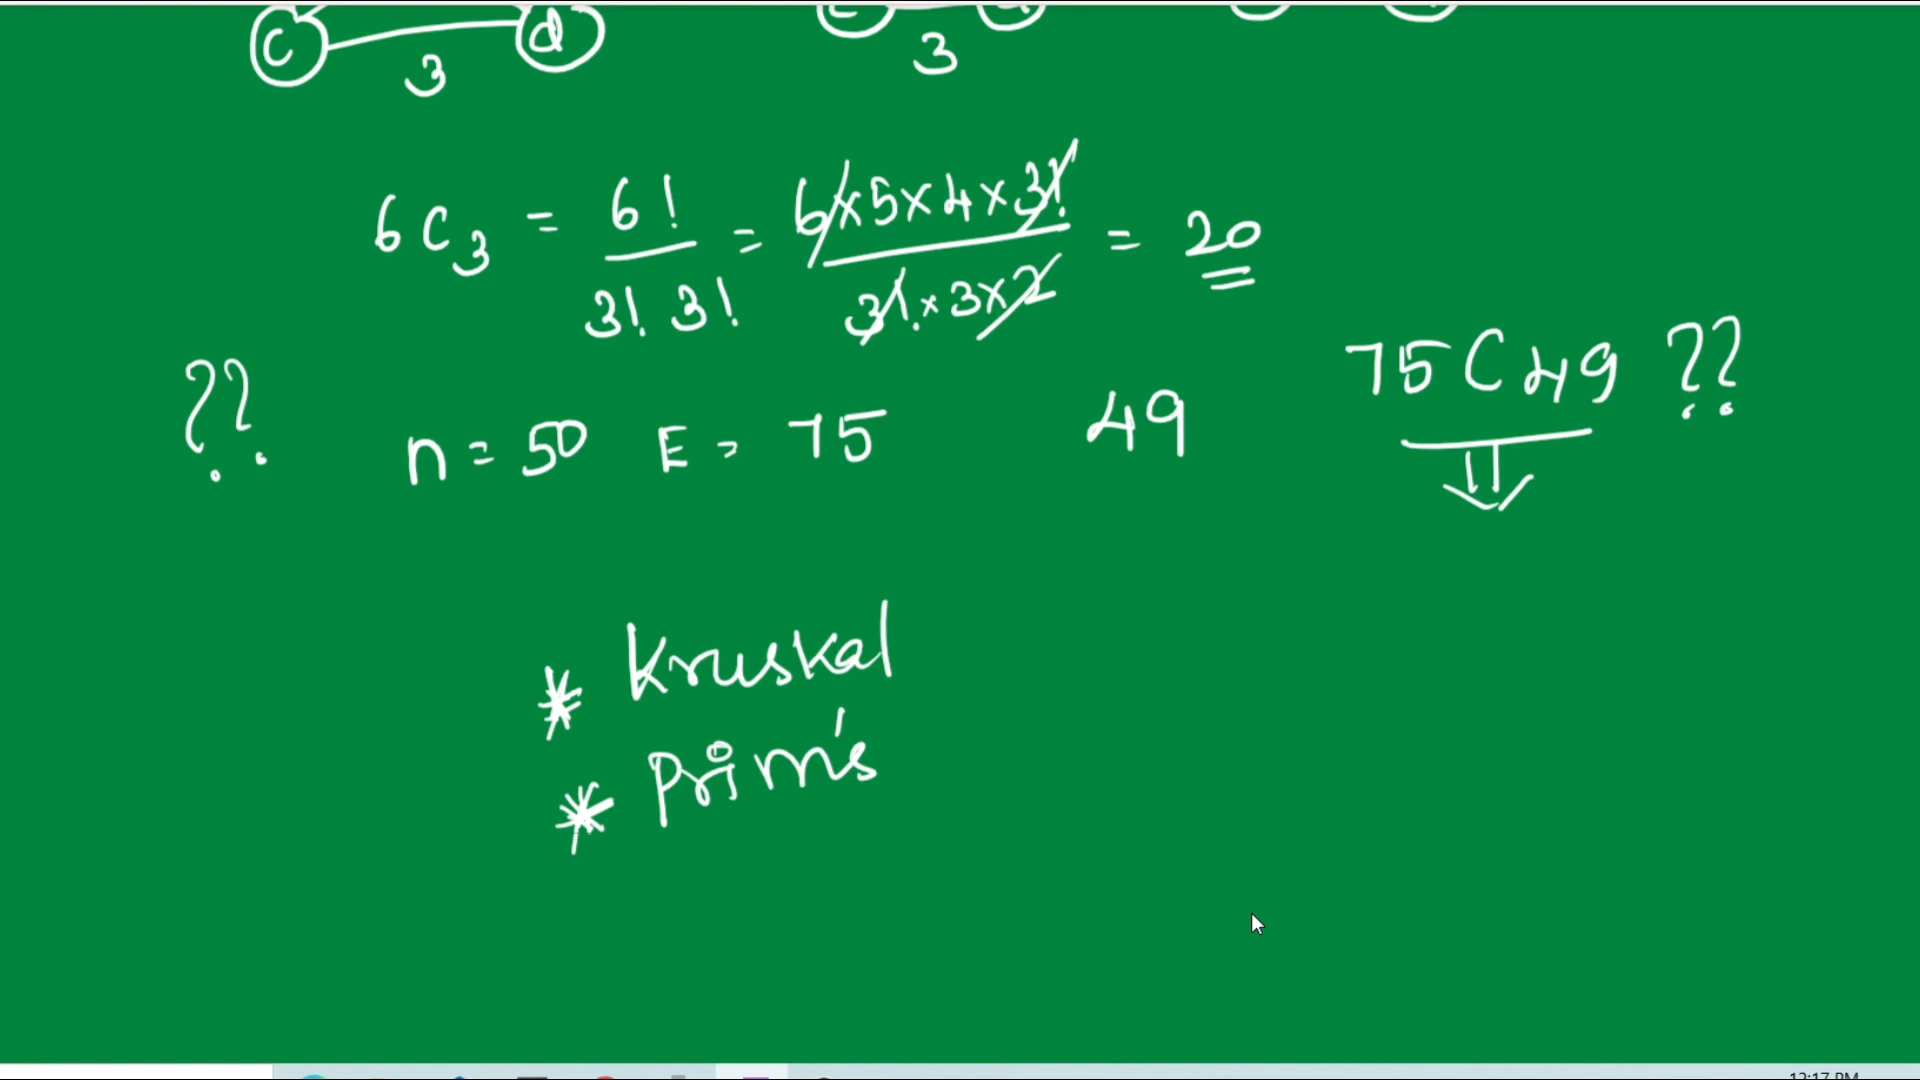 c d
3 3
6C3 = 6! / 3! 3! = 6×5×4×3! / 3!×3×2 = 20
?? n = 50 E = 75 49 75C49 ??
* Kruskal
* Prim's